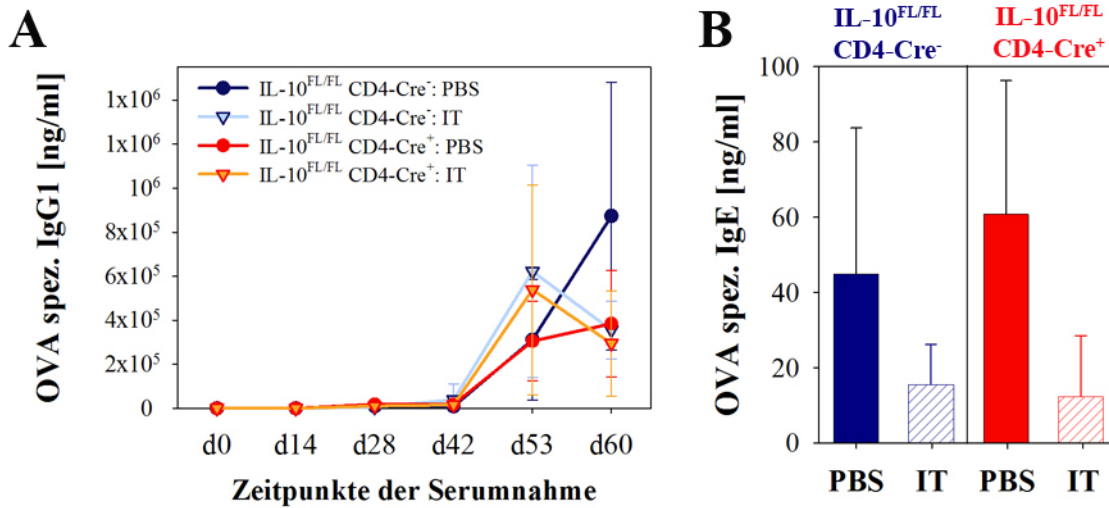 A
OVA spez. IgG1 [ng/ml]
1x10⁶
1x10⁶
10⁶
8x10⁵
6x10⁵
4x10⁵
2x10⁵
0
IL-10ᶠᴸ/ᶠᴸ CD4-Cre⁻: PBS
IL-10ᶠᴸ/ᶠᴸ CD4-Cre⁻: IT
IL-10ᶠᴸ/ᶠᴸ CD4-Cre⁺: PBS
IL-10ᶠᴸ/ᶠᴸ CD4-Cre⁺: IT
d0 d14 d28 d42 d53 d60
Zeitpunkte der Serumnahme
B
IL-10ᶠᴸ/ᶠᴸ IL-10ᶠᴸ/ᶠᴸ
CD4-Cre⁻ CD4-Cre⁺
OVA spez. IgE [ng/ml]
100
80
60
40
20
0
PBS IT PBS IT